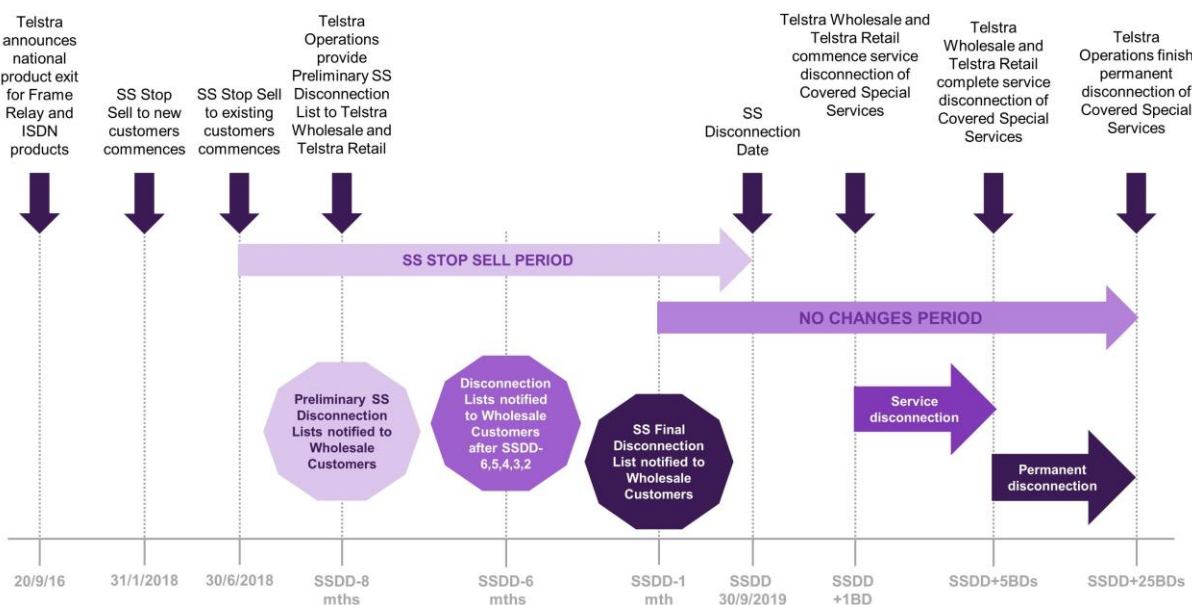 Telstra
announces
national
product exit
for Frame
Relay and
ISDN
products
SS Stop
Sell to new
customers
commences
SS Stop Sell
to existing
customers
commences
Telstra
Operations
provide
Preliminary SS
Disconnection
List to Telstra
Wholesale and
Telstra Retail
SS
Disconnection
Date
Telstra Wholesale and
Telstra Retail
commence service
disconnection of
Covered Special
Services
Telstra
Wholesale and
Telstra Retail
complete service
disconnection of
Covered Special
Services
Telstra
Operations finish
permanent
disconnection of
Covered Special
Services
SS STOP SELL PERIOD
NO CHANGES PERIOD
Preliminary SS
Disconnection
Lists notified to
Wholesale
Customers
Disconnection
Lists notified
to Wholesale
Customers
after SSDD-
6,5,4,3,2
SS Final
Disconnection
List notified to
Wholesale
Customers
Service
disconnection
Permanent
disconnection
20/9/16
31/1/2018
30/6/2018
SSDD-8
mths
SSDD-6
mths
SSDD-1
mth
SSDD
30/9/2019
SSDD
+1BD
SSDD+5BDs
SSDD+25BDs